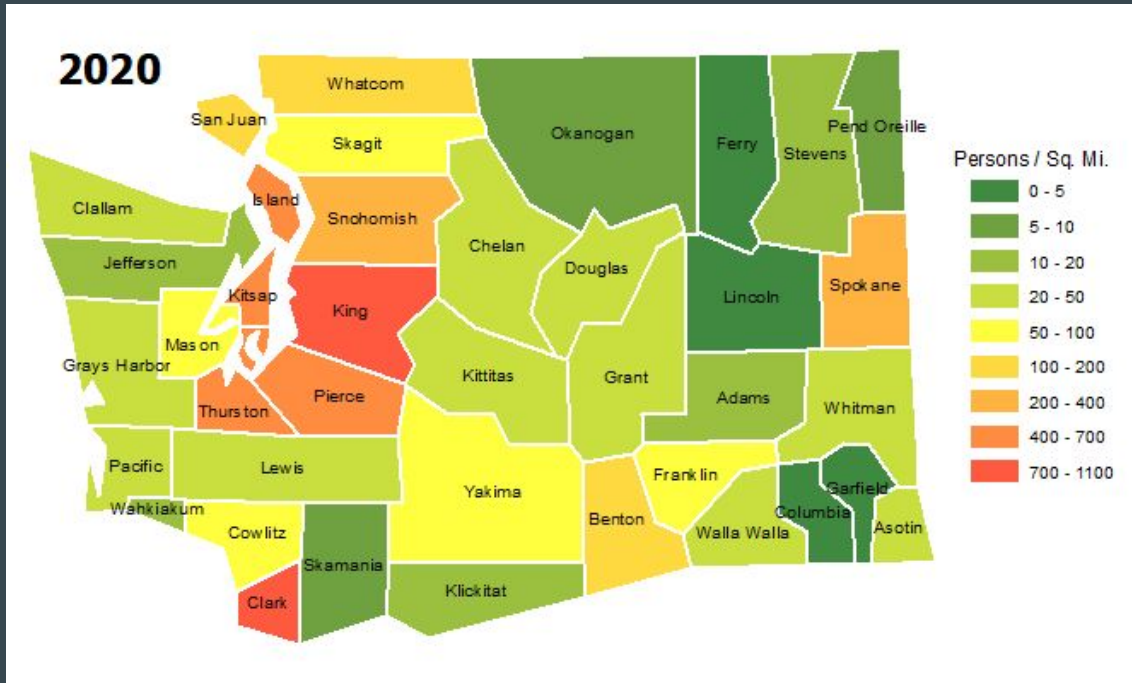 2020
Whatcom
San Juan
Skagit
Okanogan
Ferry
Stevens
Pend Oreille
Island
Snohomish
Clallam
Chelan
Jefferson
Douglas
Kitsap
King
Lincoln
Spokane
Mason
Grays Harbor
Kittitas
Grant
Adams
Pierce
Thurston
Whitman
Pacific
Lewis
Yakima
Franklin
Garfield
Wahkiakum
Columbia
Cowlitz
Benton
Walla Walla
Asotin
Skamania
Klickitat
Clark
Persons / Sq. Mi.
0 - 5
5 - 10
10 - 20
20 - 50
50 - 100
100 - 200
200 - 400
400 - 700
700 - 1100